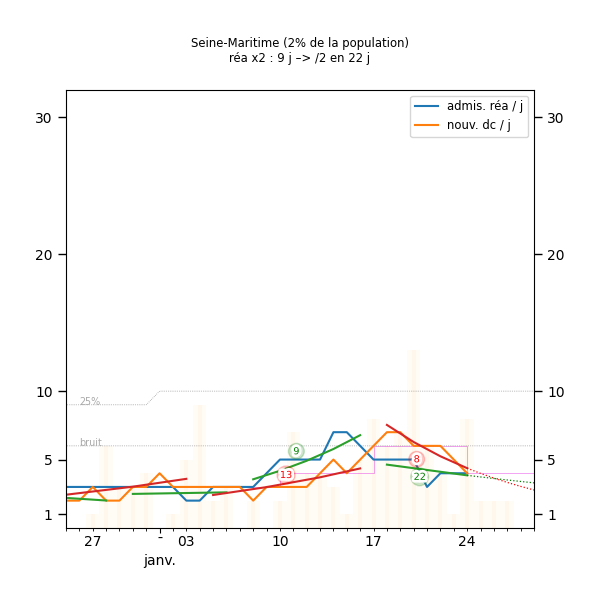 Seine-Maritime (2% de la population)
réa x2 : 9 j –> /2 en 22 j
admis. réa / j
nouv. dc / j
30 30
20 20
10 10
25%
bruit
5 5
9
8
13
22
1 1
27 - 03 10 17 24
janv.